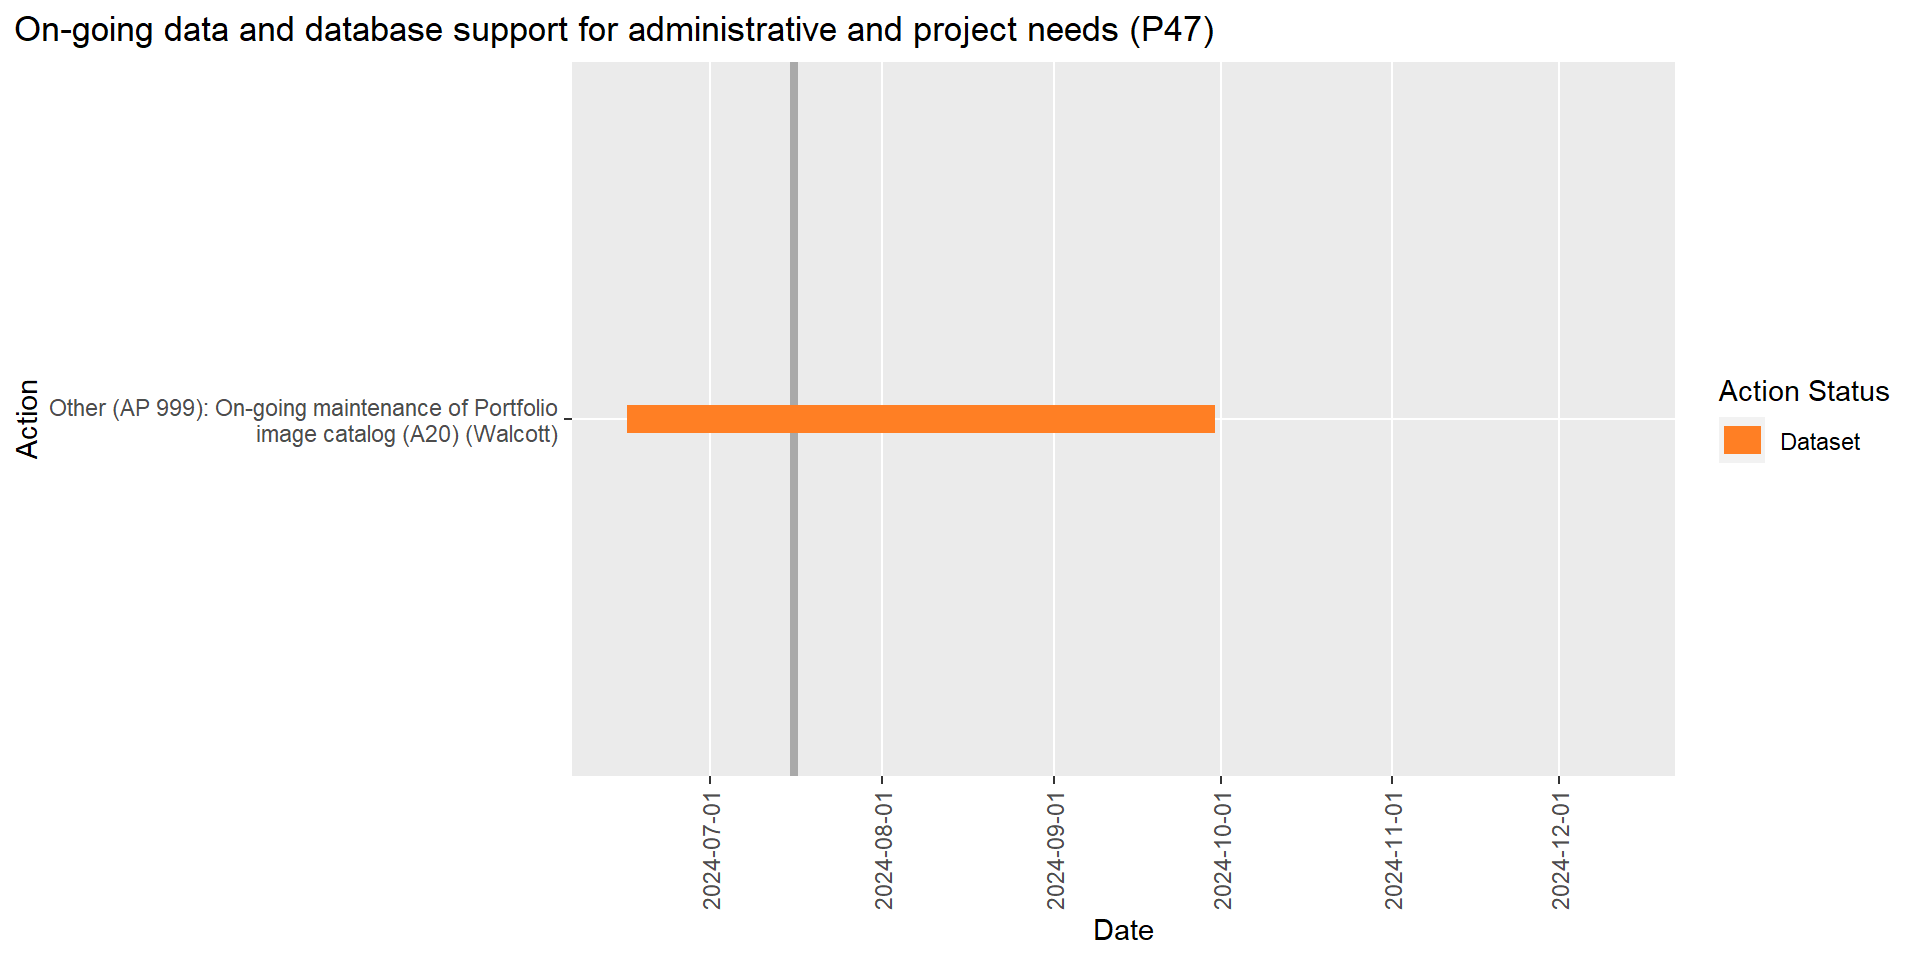 On-going data and database support for administrative and project needs (P47)
Action
Other (AP 999): On-going maintenance of Portfolio
image catalog (A20) (Walcott)
Action Status
Dataset
2024-07-01
2024-08-01
2024-09-01
2024-10-01
2024-11-01
2024-12-01
Date